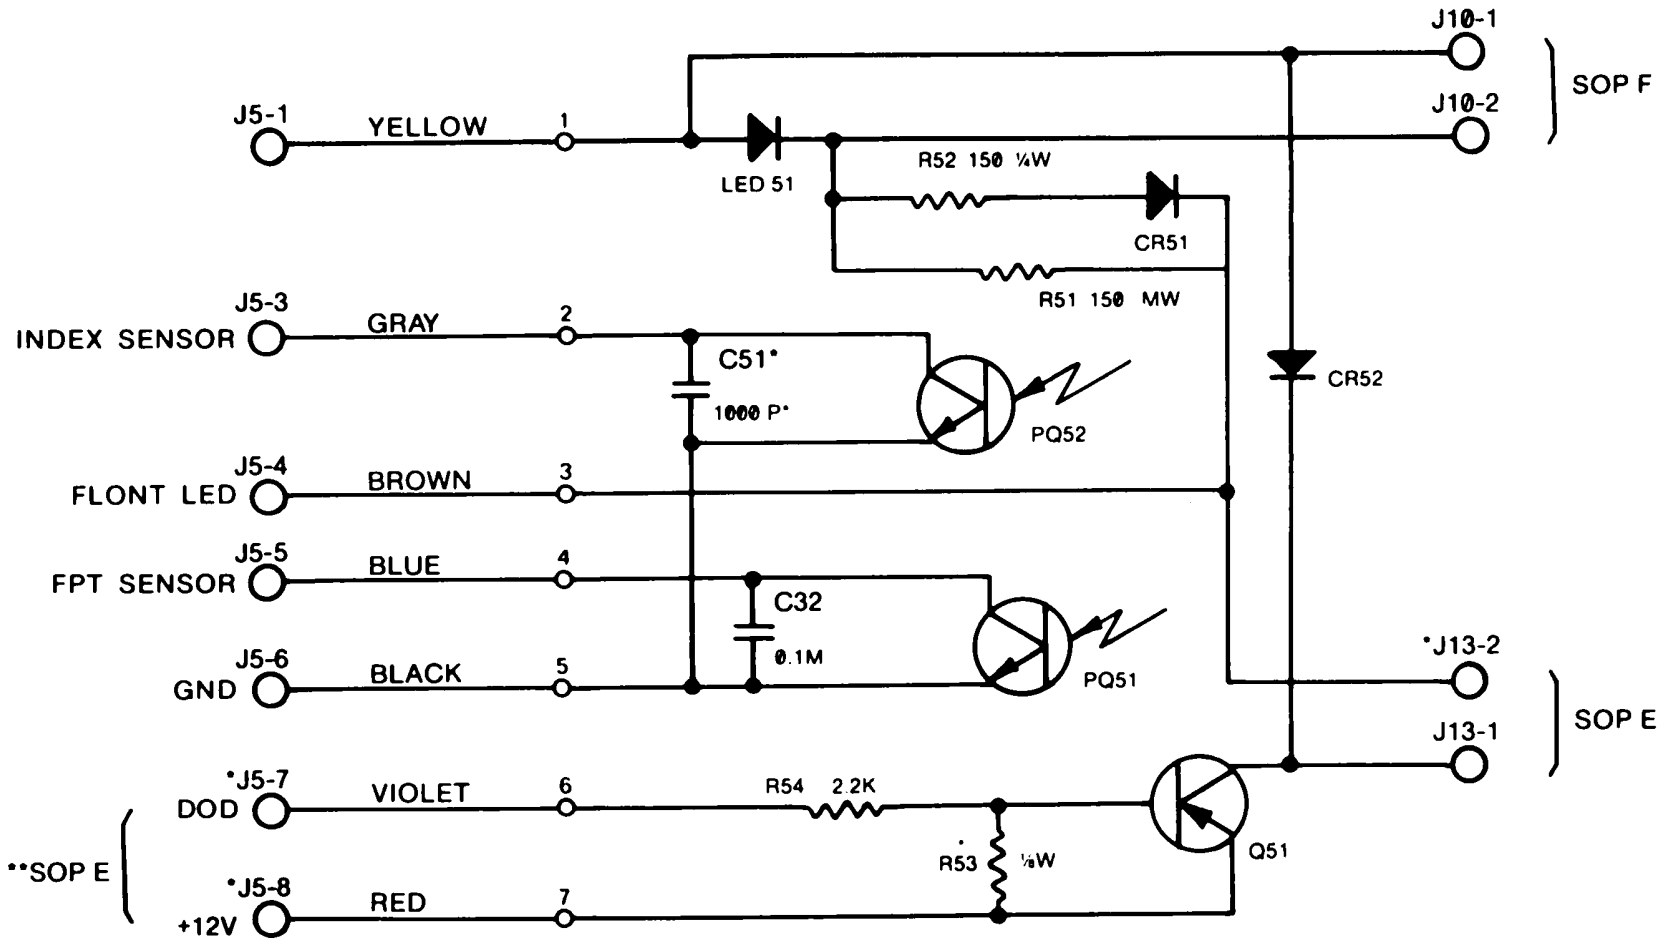 J10-1
SOP F
J10-2
J5-1
YELLOW
1
LED 51
R52 150 ¼W
CR51
R51 150 MW
J5-3
INDEX SENSOR
GRAY
2
C51*
1000 P*
PQ52
CR52
J5-4
FLONT LED
BROWN
3
J5-5
FPT SENSOR
BLUE
4
C32
0.1M
PQ51
J5-6
GND
BLACK
5
*J13-2
SOP E
J13-1
*J5-7
DOD
VIOLET
6
R54 2.2K
**SOP E
R53 ⅛W
Q51
*J5-8
+12V
RED
7